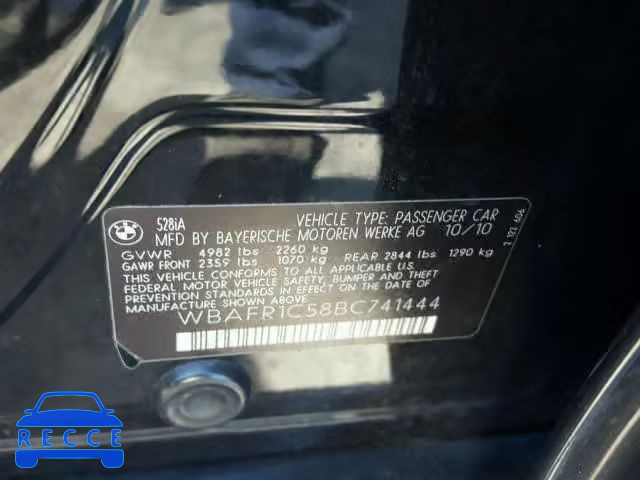 BMW
528iA
VEHICLE TYPE: PASSENGER CAR
MFD BY BAYERISCHE MOTOREN WERKE AG 10/10
GVWR 4982 lbs 2260 kg
GAWR FRONT 2359 lbs 1070 kg REAR 2844 lbs 1290 kg
THIS VEHICLE CONFORMS TO ALL APPLICABLE
FEDERAL MOTOR VEHICLE SAFETY, BUMPER AND THEFT
PREVENTION STANDARDS IN EFFECT ON THE DATE OF
MANUFACTURE SHOWN ABOVE.
WBAFR1C58BC741444
RECCE